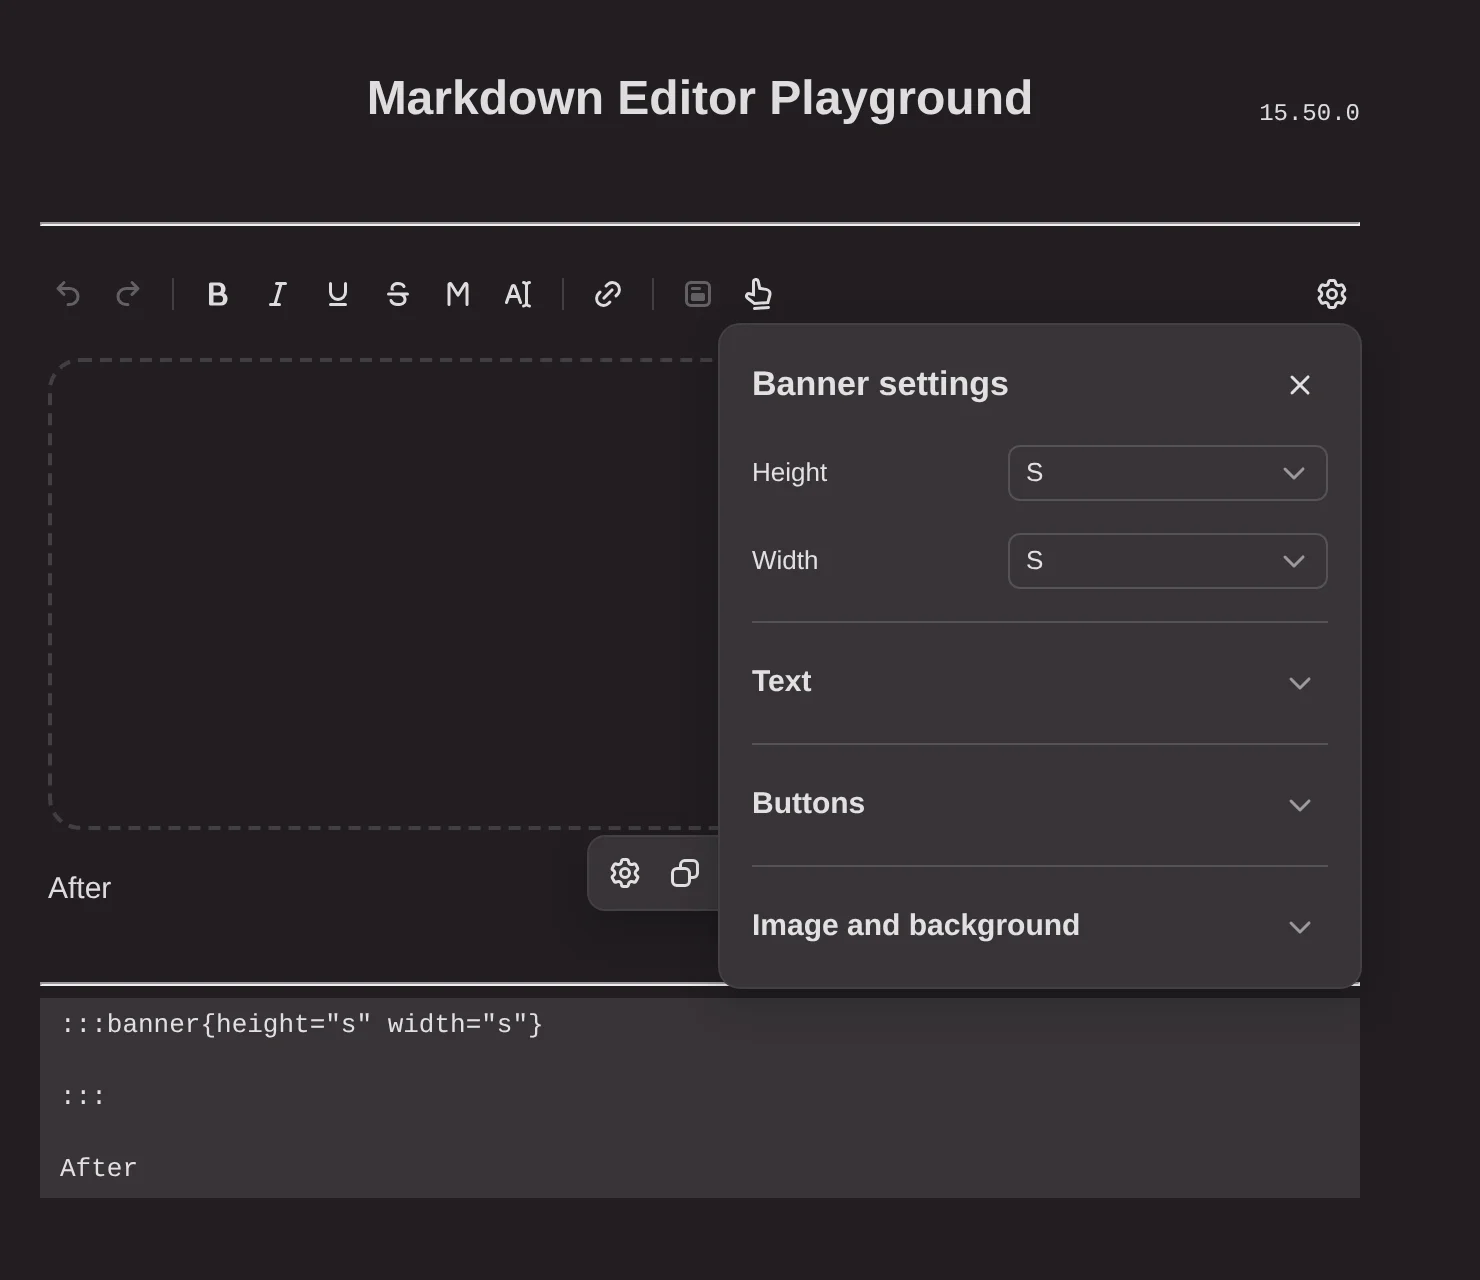 Markdown Editor Playground
15.50.0
Banner settings
Height
S
Width
S
Text
Buttons
Image and background
After
:::banner{height="s" width="s"}
:::
After